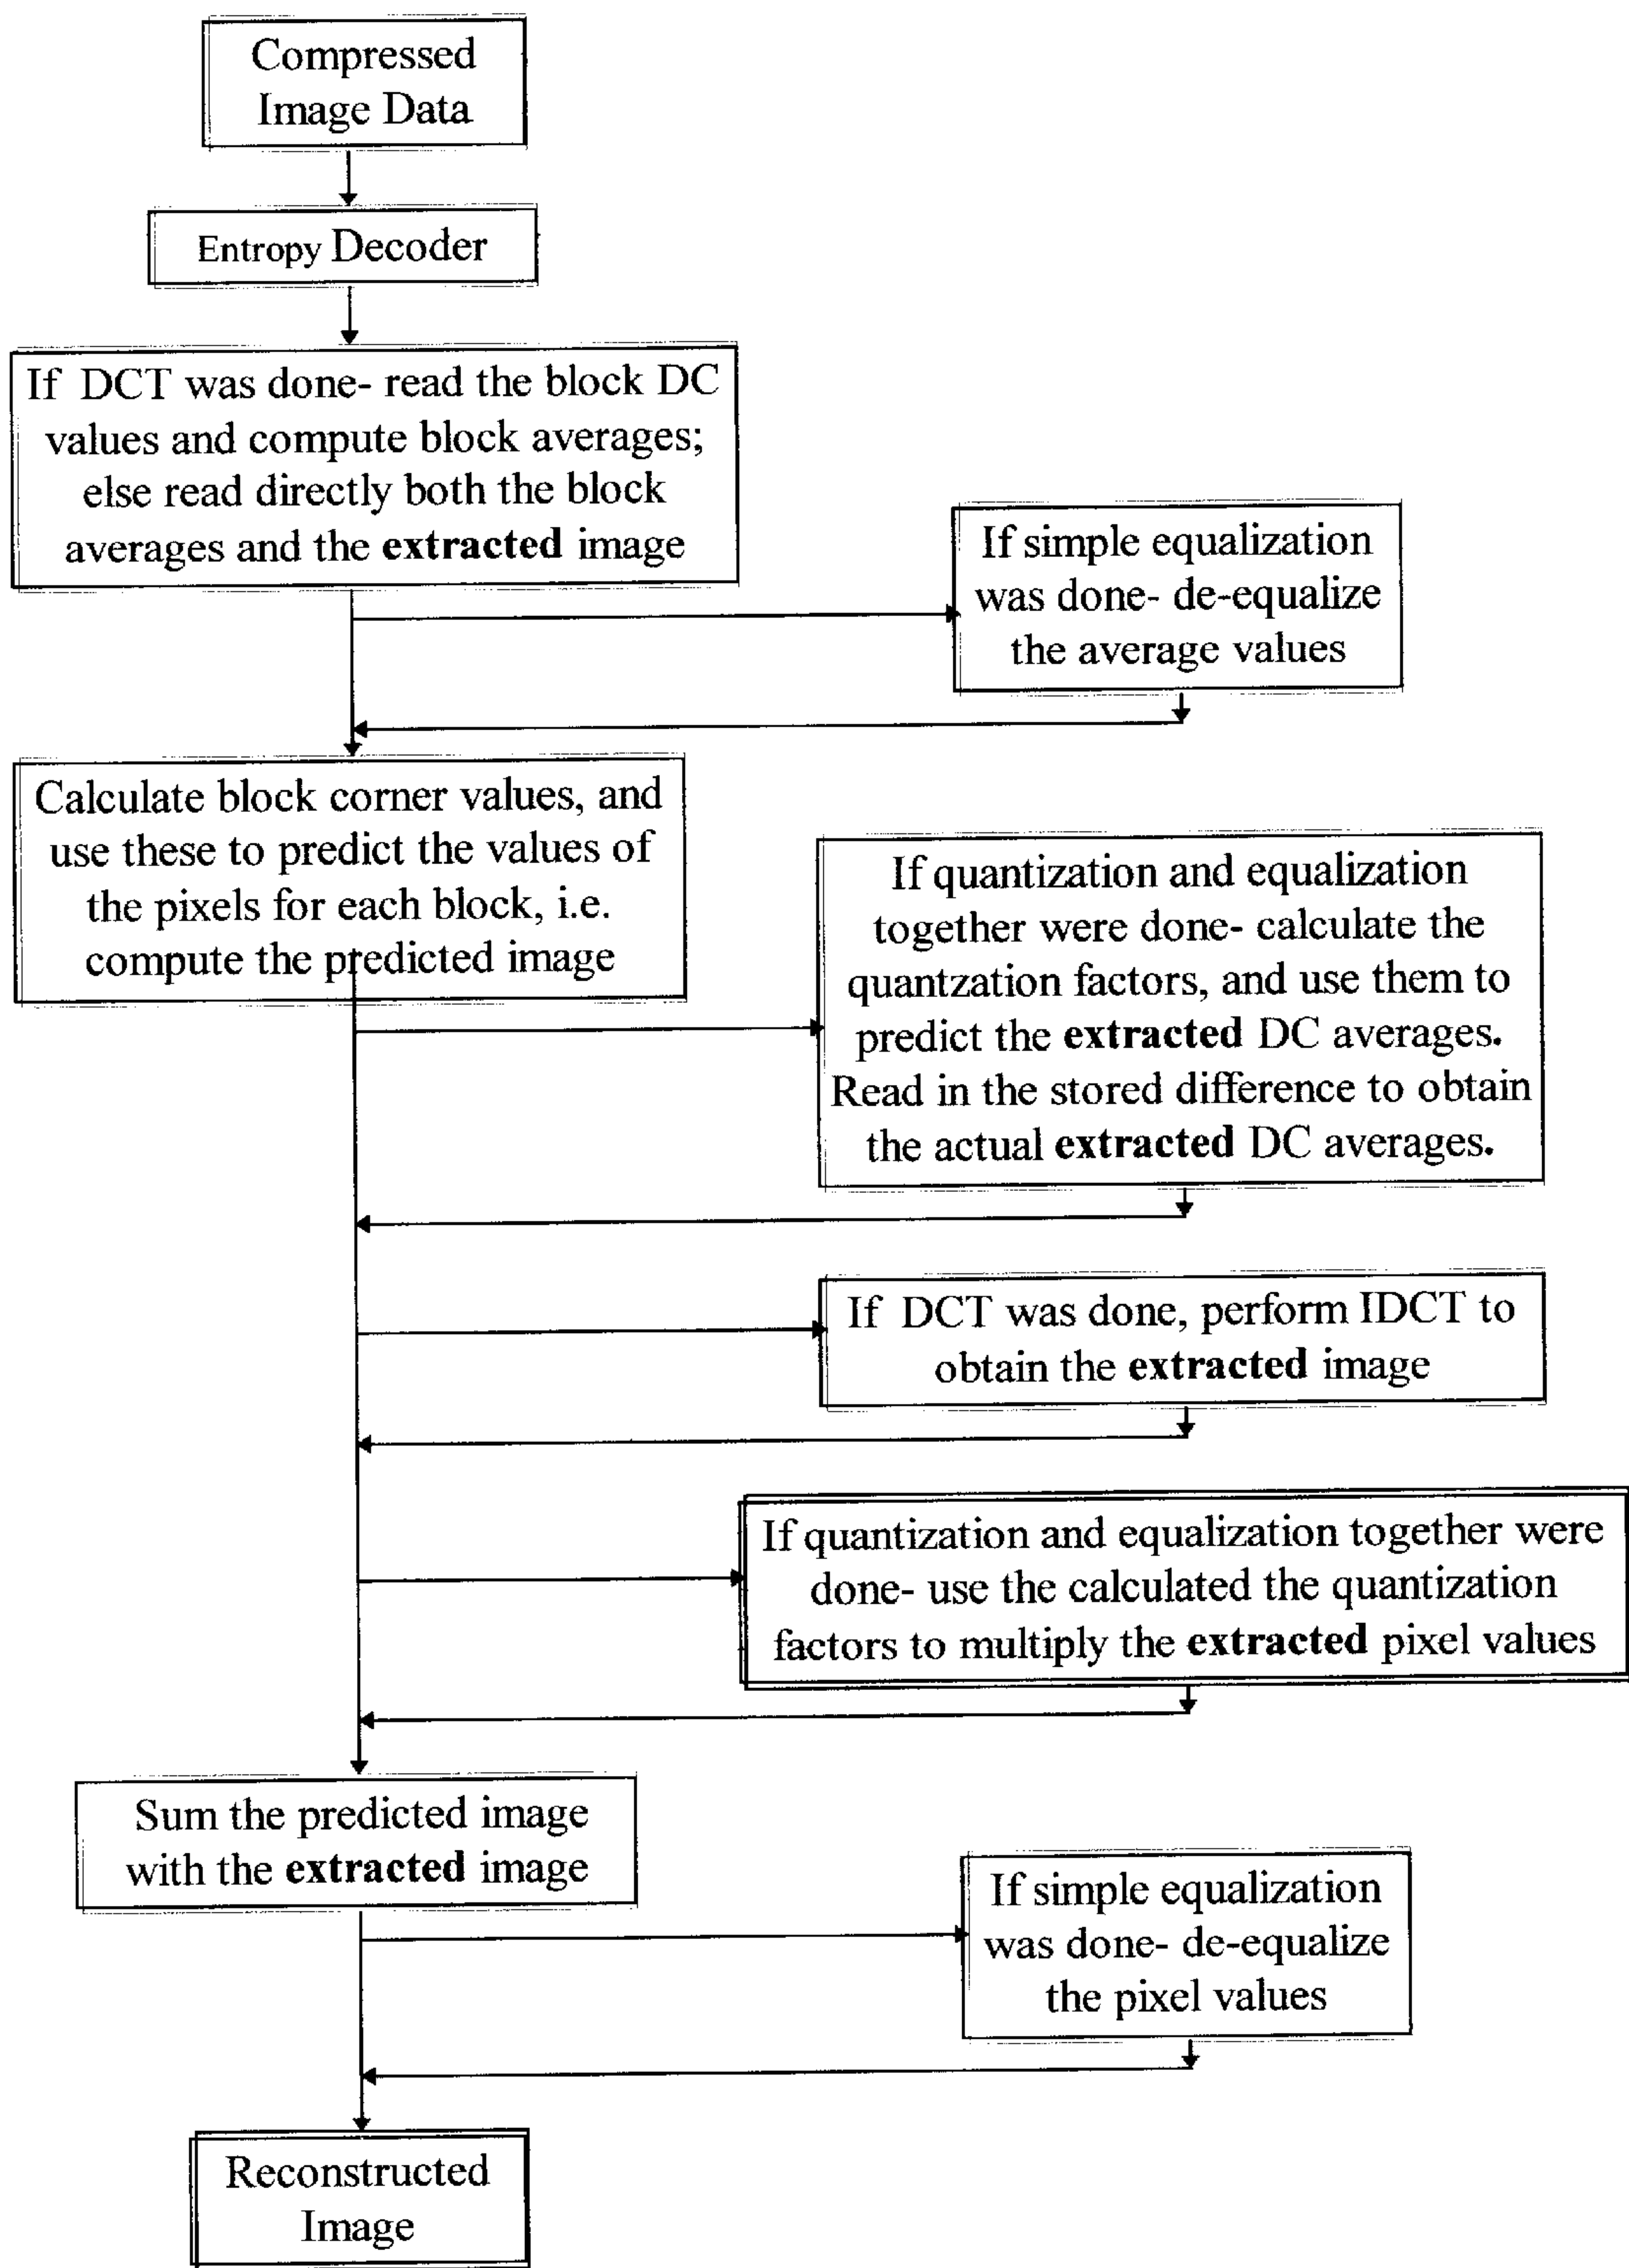 Compressed
Image Data
Entropy Decoder
If DCT was done- read the block DC
values and compute block averages;
else read directly both the block
averages and the extracted image
If simple equalization
was done- de-equalize
the average values
Calculate block corner values, and
use these to predict the values of
the pixels for each block, i.e.
compute the predicted image
If quantization and equalization
together were done- calculate the
quantzation factors, and use them to
predict the extracted DC averages.
Read in the stored difference to obtain
the actual extracted DC averages.
If DCT was done, perform IDCT to
obtain the extracted image
If quantization and equalization together were
done- use the calculated the quantization
factors to multiply the extracted pixel values
Sum the predicted image
with the extracted image
If simple equalization
was done- de-equalize
the pixel values
Reconstructed
Image